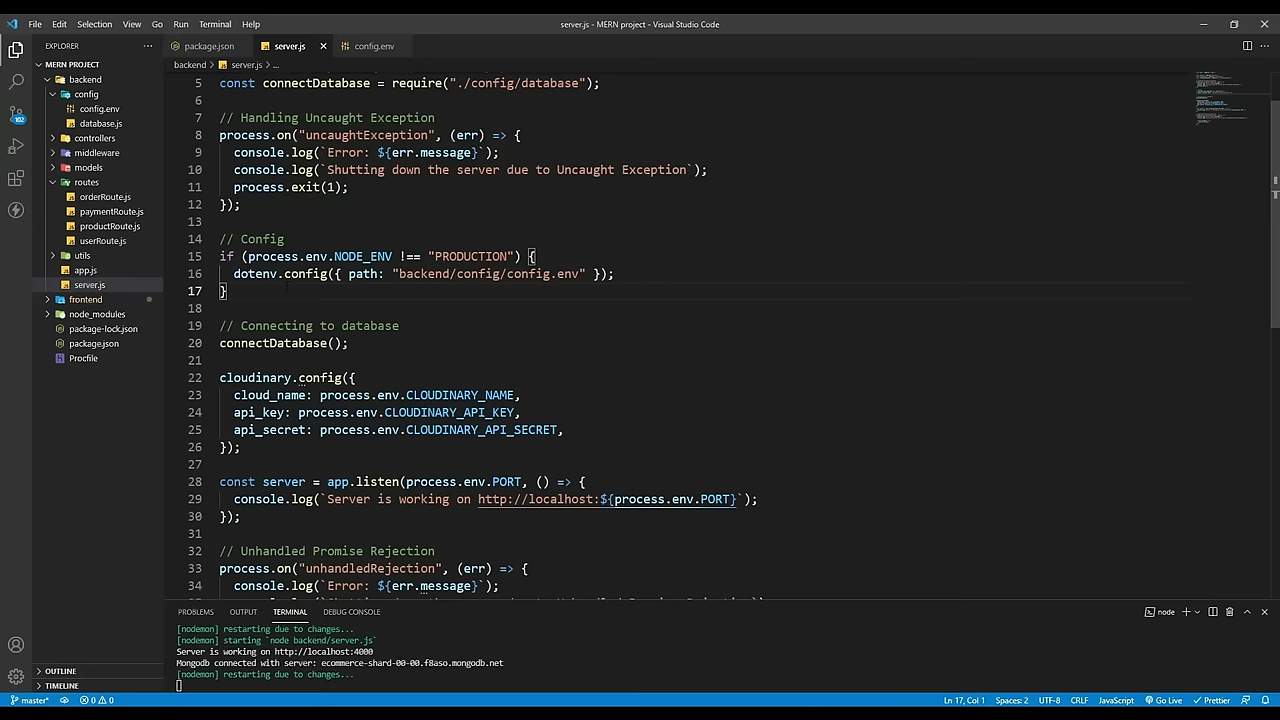 File Edit Selection View Go Run Terminal Help
server.js - MERN project - Visual Studio Code
EXPLORER
MERN PROJECT
backend
config
config.env
database.js
controllers
middleware
models
routes
orderRoute.js
paymentRoute.js
productRoute.js
userRoute.js
utils
app.js
server.js
frontend
node_modules
package-lock.json
package.json
Procfile
OUTLINE
TIMELINE
102
package.json server.js config.env
backend > server.js > ...
5 const connectDatabase = require("./config/database");
6
7 // Handling Uncaught Exception
8 process.on("uncaughtException", (err) => {
9 console.log(`Error: ${err.message}`);
10 console.log(`Shutting down the server due to Uncaught Exception`);
11 process.exit(1);
12 });
13
14 // Config
15 if (process.env.NODE_ENV !== "PRODUCTION") {
16 dotenv.config({ path: "backend/config/config.env" });
17 }
18
19 // Connecting to database
20 connectDatabase();
21
22 cloudinary.config({
23 cloud_name: process.env.CLOUDINARY_NAME,
24 api_key: process.env.CLOUDINARY_API_KEY,
25 api_secret: process.env.CLOUDINARY_API_SECRET,
26 });
27
28 const server = app.listen(process.env.PORT, () => {
29 console.log(`Server is working on http://localhost:${process.env.PORT}`);
30 });
31
32 // Unhandled Promise Rejection
33 process.on("unhandledRejection", (err) => {
34 console.log(`Error: ${err.message}`);
PROBLEMS OUTPUT TERMINAL DEBUG CONSOLE
node
[nodemon] restarting due to changes...
[nodemon] starting `node backend/server.js`
Server is working on http://localhost:4000
Mongodb connected with server: ecommerce-shard-00-00.f8aso.mongodb.net
[nodemon] restarting due to changes...
master* 0 0
Ln 17, Col 1 Spaces: 2 UTF-8 CRLF JavaScript Go Live Prettier